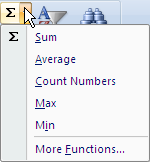 Σ
Σ Sum
Average
Count Numbers
Max
Min
More Functions...